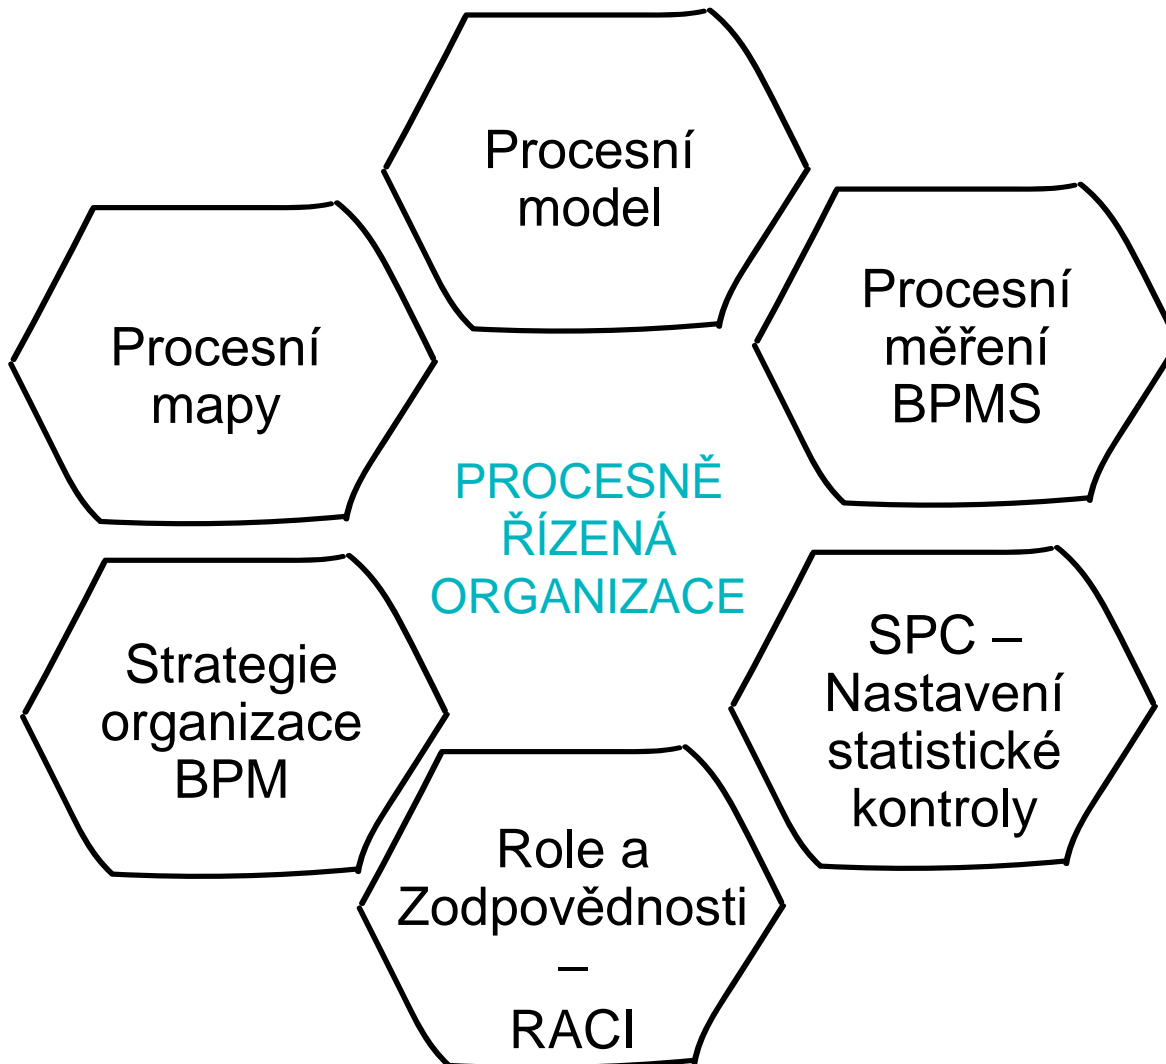 Procesní
model
Procesní
měření
BPMS
Procesní
mapy
PROCESNĚ
ŘÍZENÁ
ORGANIZACE
SPC –
Nastavení
statistické
kontroly
Strategie
organizace
BPM
Role a
Zodpovědnosti
–
RACI